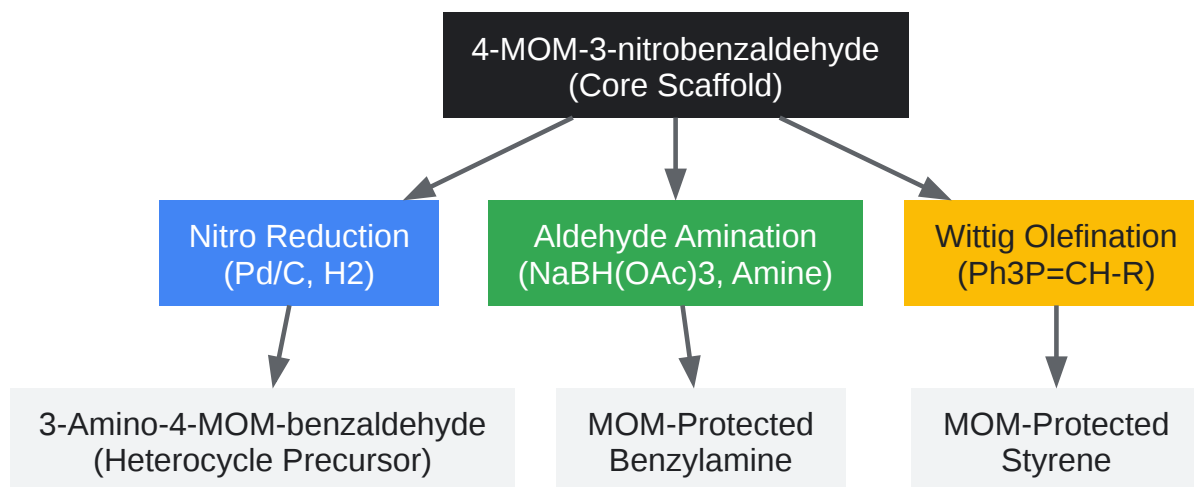 4-MOM-3-nitrobenzaldehyde
(Core Scaffold)
Nitro Reduction
(Pd/C, H2)
Aldehyde Amination
(NaBH(OAc)3, Amine)
Wittig Olefination
(Ph3P=CH-R)
3-Amino-4-MOM-benzaldehyde
(Heterocycle Precursor)
MOM-Protected
Benzylamine
MOM-Protected
Styrene